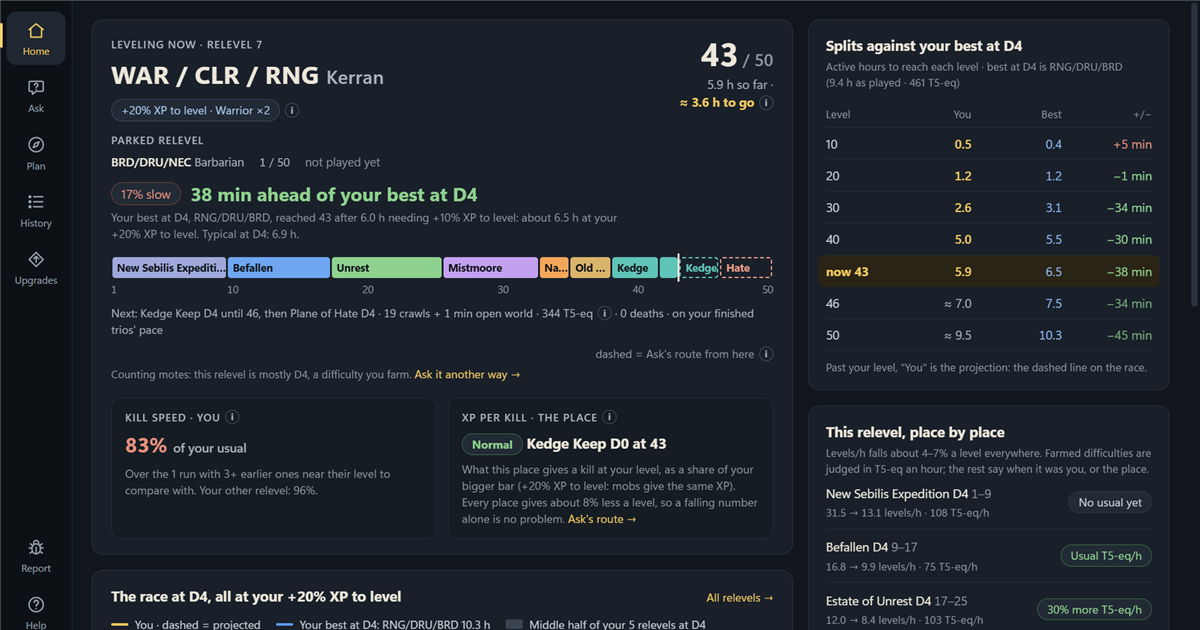 Home
Ask
Plan
History
Upgrades
Report
Help
LEVELING NOW · RELEVEL 7
WAR / CLR / RNG Kerran
+20% XP to level · Warrior ×2
43 / 50
5.9 h so far ·
≈ 3.6 h to go
PARKED RELEVEL
BRD/DRU/NEC Barbarian 1 / 50 not played yet
17% slow 38 min ahead of your best at D4
Your best at D4, RNG/DRU/BRD, reached 43 after 6.0 h needing +10% XP to level: about 6.5 h at your
+20% XP to level. Typical at D4: 6.9 h.
New Sebilis Expediti... Befallen Unrest Mistmoore Na... Old ... Kedge Kedge Hate
1 10 20 30 40 50
Next: Kedge Keep D4 until 46, then Plane of Hate D4 · 19 crawls + 1 min open world · 344 T5-eq · 0 deaths · on your finished
trios' pace
dashed = Ask's route from here
Counting motes: this relevel is mostly D4, a difficulty you farm. Ask it another way →
KILL SPEED · YOU
83% of your usual
Over the 1 run with 3+ earlier ones near their level to
compare with. Your other relevel: 96%.
XP PER KILL · THE PLACE
Normal Kedge Keep D0 at 43
What this place gives a kill at your level, as a share of your
bigger bar (+20% XP to level: mobs give the same XP).
Every place gives about 8% less a level, so a falling number
alone is no problem. Ask's route →
The race at D4, all at your +20% XP to level
All relevels →
You · dashed = projected Your best at D4: RNG/DRU/BRD 10.3 h Middle half of your 5 relevels at D4
Splits against your best at D4
Active hours to reach each level · best at D4 is RNG/DRU/BRD
(9.4 h as played · 461 T5-eq)
Level You Best +/−
10 0.5 0.4 +5 min
20 1.2 1.2 −1 min
30 2.6 3.1 −34 min
40 5.0 5.5 −30 min
now 43 5.9 6.5 −38 min
46 ≈ 7.0 7.5 −34 min
50 ≈ 9.5 10.3 −45 min
Past your level, "You" is the projection: the dashed line on the race.
This relevel, place by place
Levels/h falls about 4–7% a level everywhere. Farmed difficulties are
judged in T5-eq an hour; the rest say when it was you, or the place.
New Sebilis Expedition D4 1–9
31.5 → 13.1 levels/h · 108 T5-eq/h
No usual yet
Befallen D4 9–17
16.8 → 9.9 levels/h · 75 T5-eq/h
Usual T5-eq/h
Estate of Unrest D4 17–25
12.0 → 8.4 levels/h · 103 T5-eq/h
30% more T5-eq/h